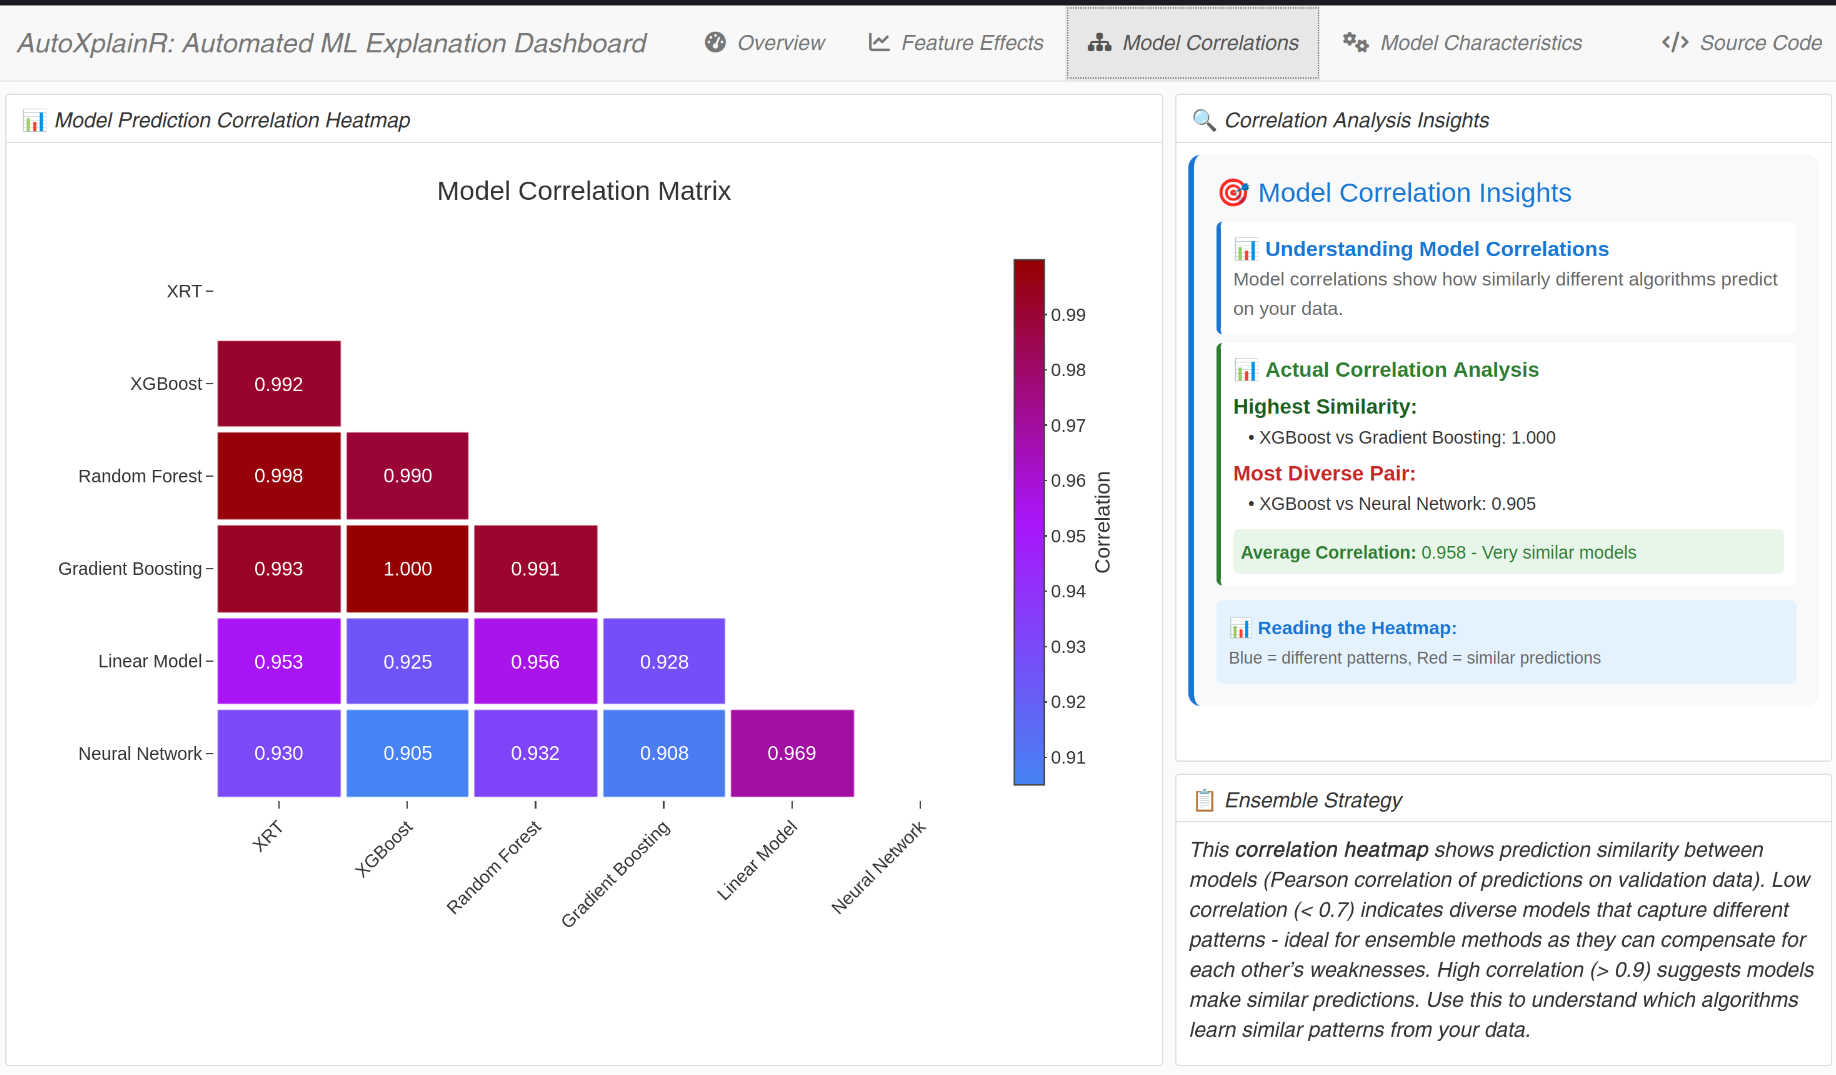 AutoXplainR: Automated ML Explanation Dashboard
Overview
Feature Effects
Model Correlations
Model Characteristics
Source Code
Model Prediction Correlation Heatmap
Model Correlation Matrix
XRT
XGBoost
0.992
Random Forest
0.998
0.990
Gradient Boosting
0.993
1.000
0.991
Linear Model
0.953
0.925
0.956
0.928
Neural Network
0.930
0.905
0.932
0.908
0.969
XRT
XGBoost
Random Forest
Gradient Boosting
Linear Model
Neural Network
0.99
0.98
0.97
0.96
0.95
0.94
0.93
0.92
0.91
Correlation
Correlation Analysis Insights
Model Correlation Insights
Understanding Model Correlations
Model correlations show how similarly different algorithms predict
on your data.
Actual Correlation Analysis
Highest Similarity:
• XGBoost vs Gradient Boosting: 1.000
Most Diverse Pair:
• XGBoost vs Neural Network: 0.905
Average Correlation: 0.958 - Very similar models
Reading the Heatmap:
Blue = different patterns, Red = similar predictions
Ensemble Strategy
This correlation heatmap shows prediction similarity between
models (Pearson correlation of predictions on validation data). Low
correlation (< 0.7) indicates diverse models that capture different
patterns - ideal for ensemble methods as they can compensate for
each other’s weaknesses. High correlation (> 0.9) suggests models
make similar predictions. Use this to understand which algorithms
learn similar patterns from your data.